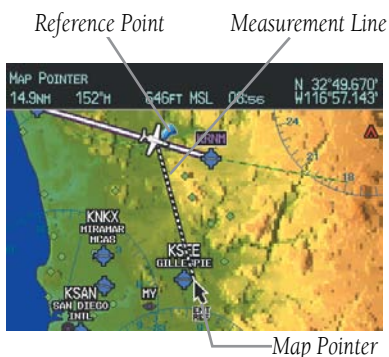 Reference Point Measurement Line
MAP POINTER N 32°49.670'
14.9NM 152°M 646FT MSL 06:56 W116°57.143'
KRNM
24
21
18
KNKX
MIRAMAR
MCAS
KSEE
GILLESPIE
KSAN
SAN DIEGO
INTL
MY
Map Pointer